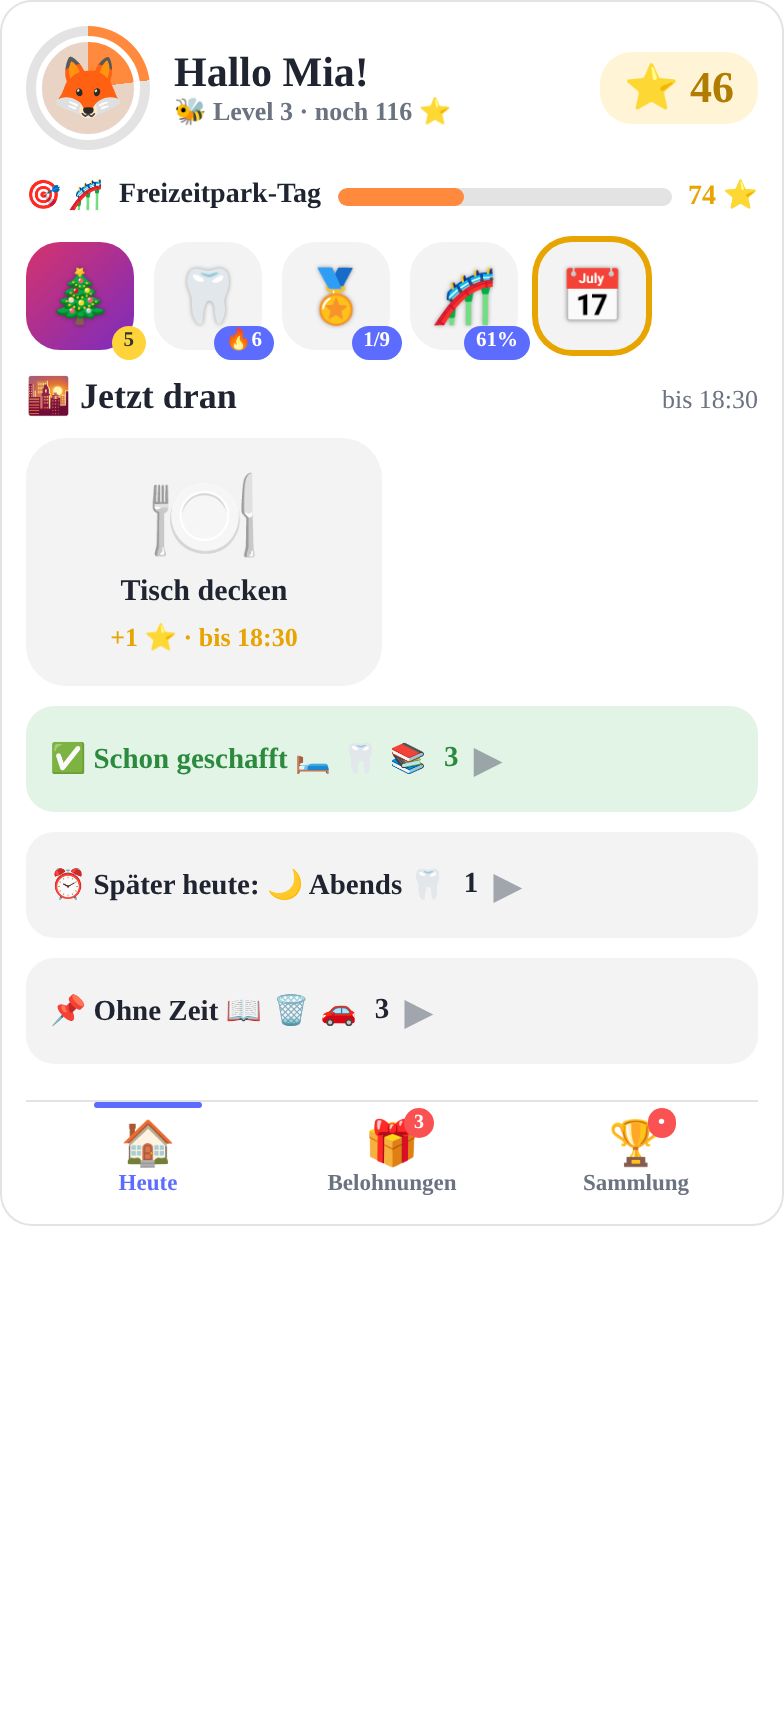 Hallo Mia!
Level 3 · noch 116
46
Freizeitpark-Tag
74
5
6
1/9
61%
July
17
Jetzt dran
bis 18:30
Tisch decken
+1 · bis 18:30
Schon geschafft 3
Später heute: Abends 1
Ohne Zeit 3
3
Heute
Belohnungen
Sammlung